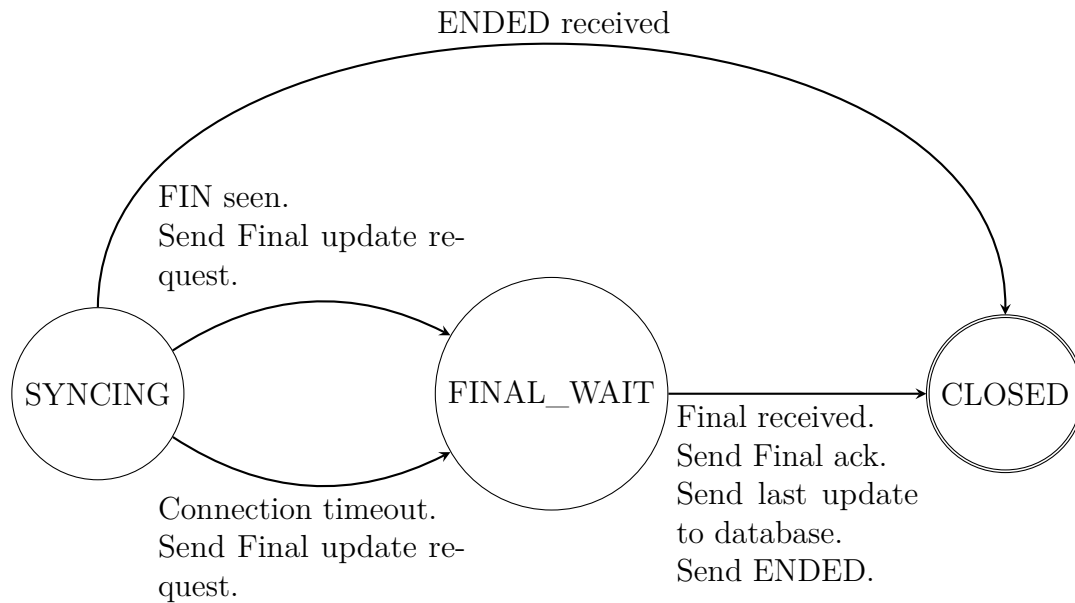 ENDED received
FIN seen.
Send Final update re-
quest.
SYNCING
FINAL_WAIT
CLOSED
Final received.
Send Final ack.
Send last update
to database.
Send ENDED.
Connection timeout.
Send Final update re-
quest.